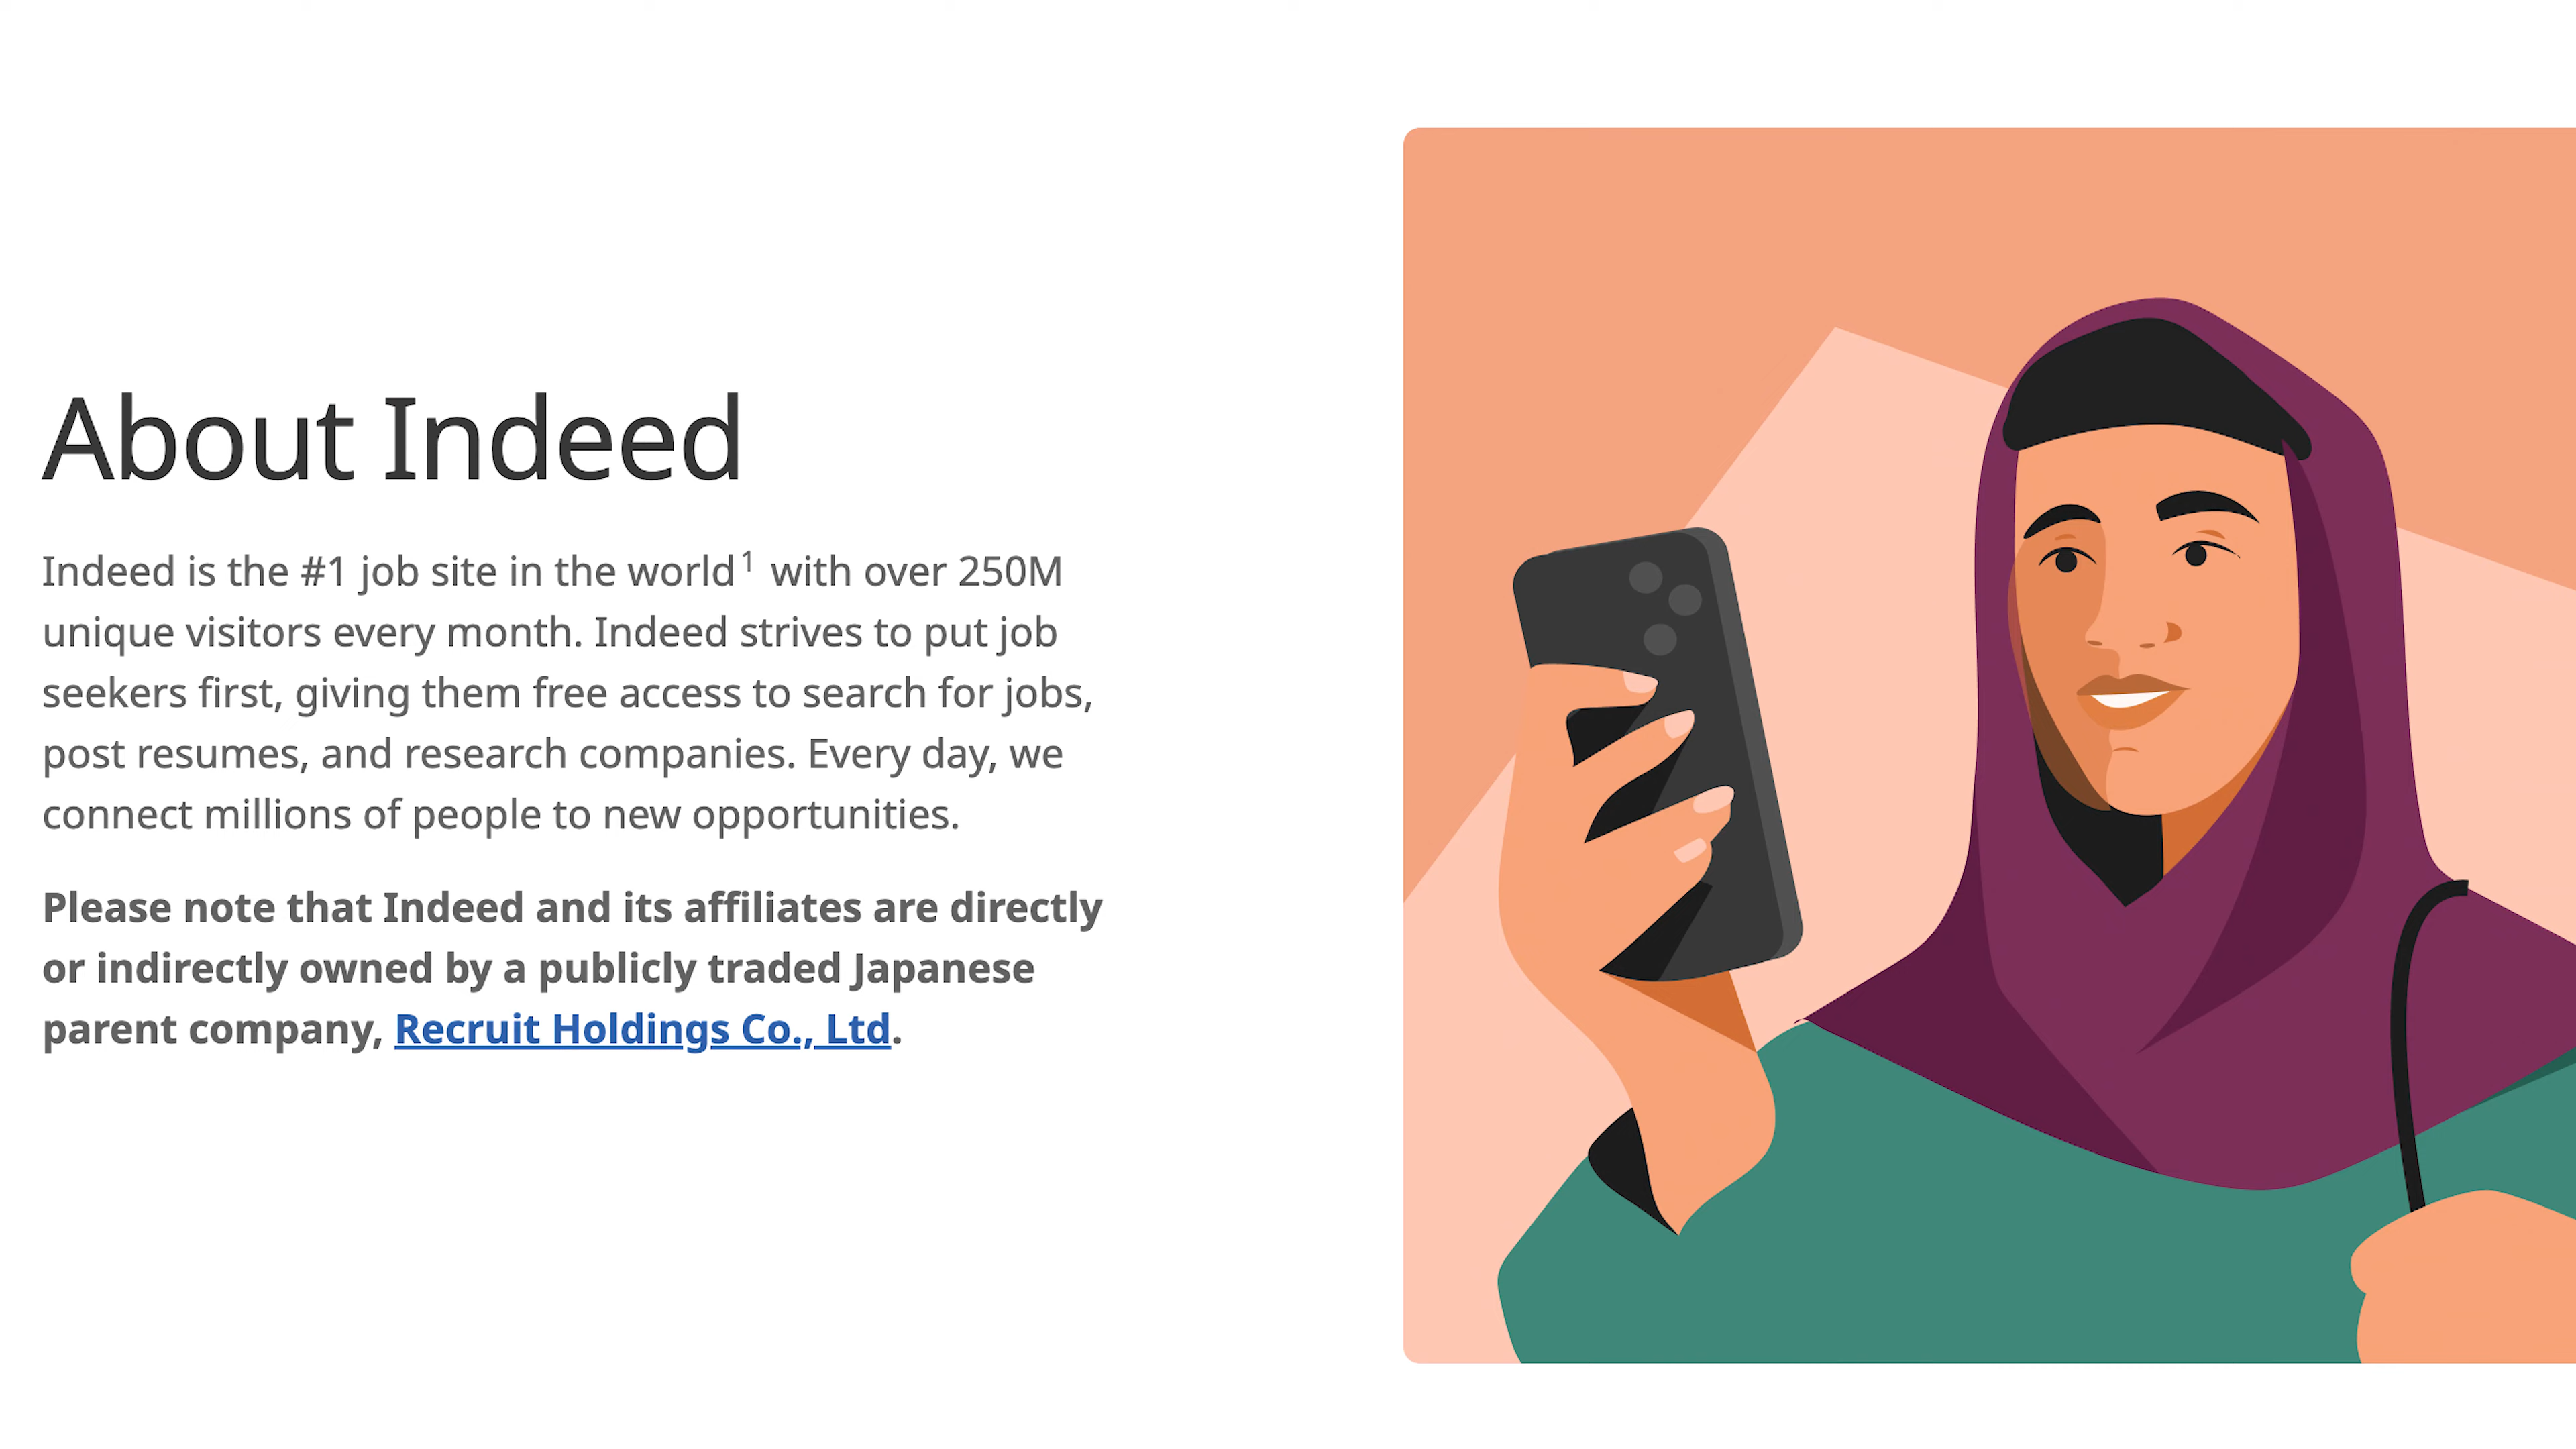 About Indeed
Indeed is the #1 job site in the world¹ with over 250M
unique visitors every month. Indeed strives to put job
seekers first, giving them free access to search for jobs,
post resumes, and research companies. Every day, we
connect millions of people to new opportunities.
Please note that Indeed and its affiliates are directly
or indirectly owned by a publicly traded Japanese
parent company, Recruit Holdings Co., Ltd.